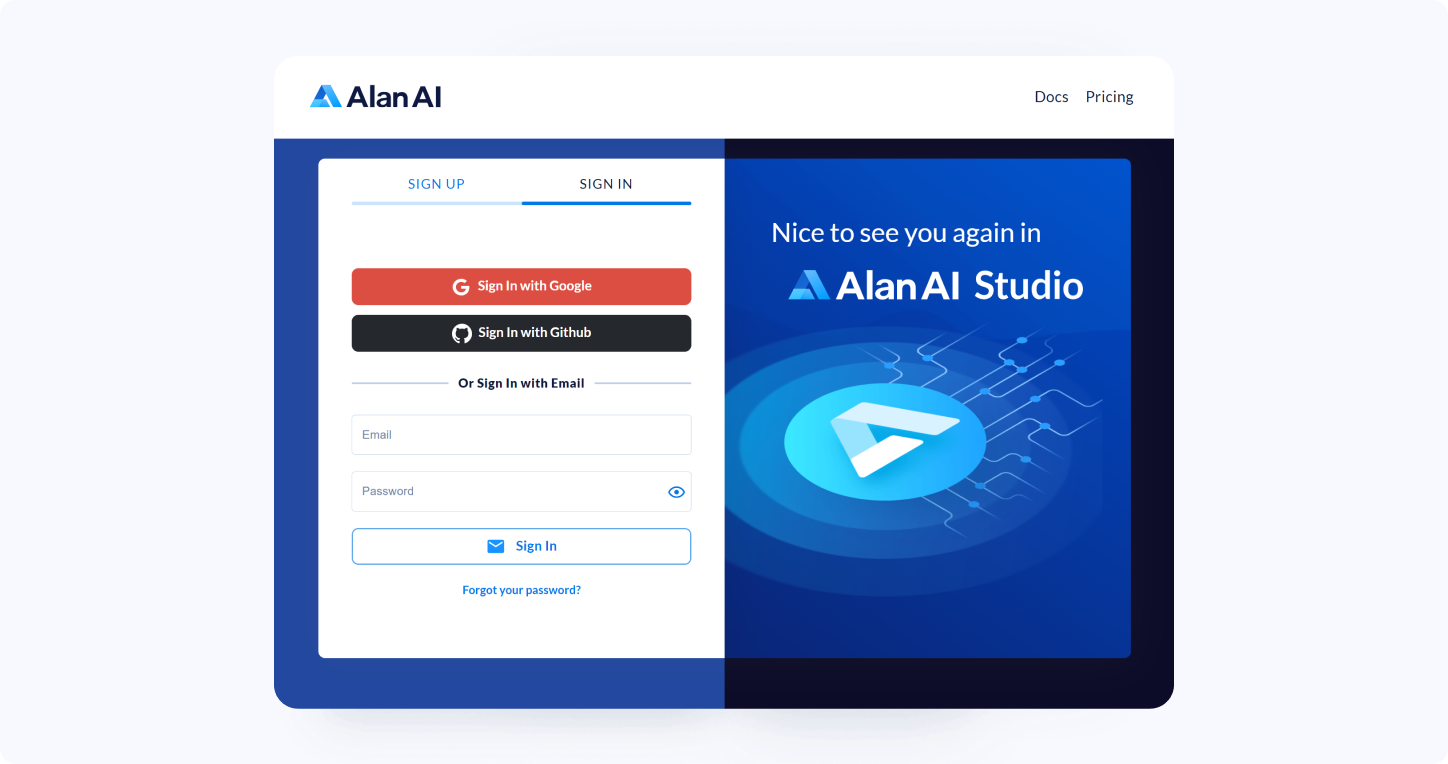 Alan AI
Docs Pricing
SIGN UP SIGN IN
Sign In with Google
Sign In with Github
Or Sign In with Email
Email
Password
Sign In
Forgot your password?
Nice to see you again in
Alan AI Studio